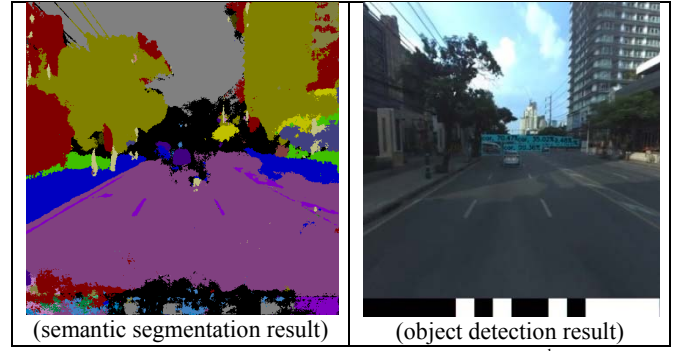 (semantic segmentation result)
(object detection result)